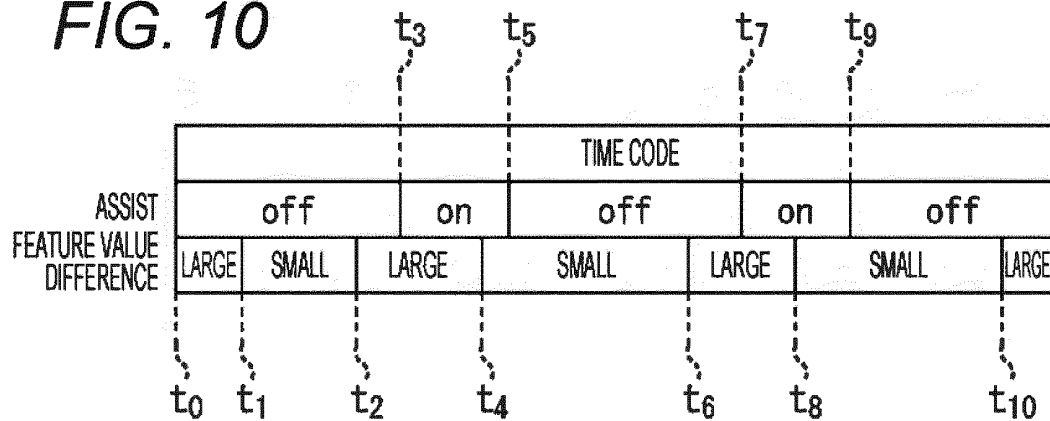 FIG. 10
t3 t5 t7 t9
TIME CODE
ASSIST off on off on off
FEATURE VALUE
DIFFERENCE LARGE SMALL LARGE SMALL LARGE SMALL LARGE
t0 t1 t2 t4 t6 t8 t10